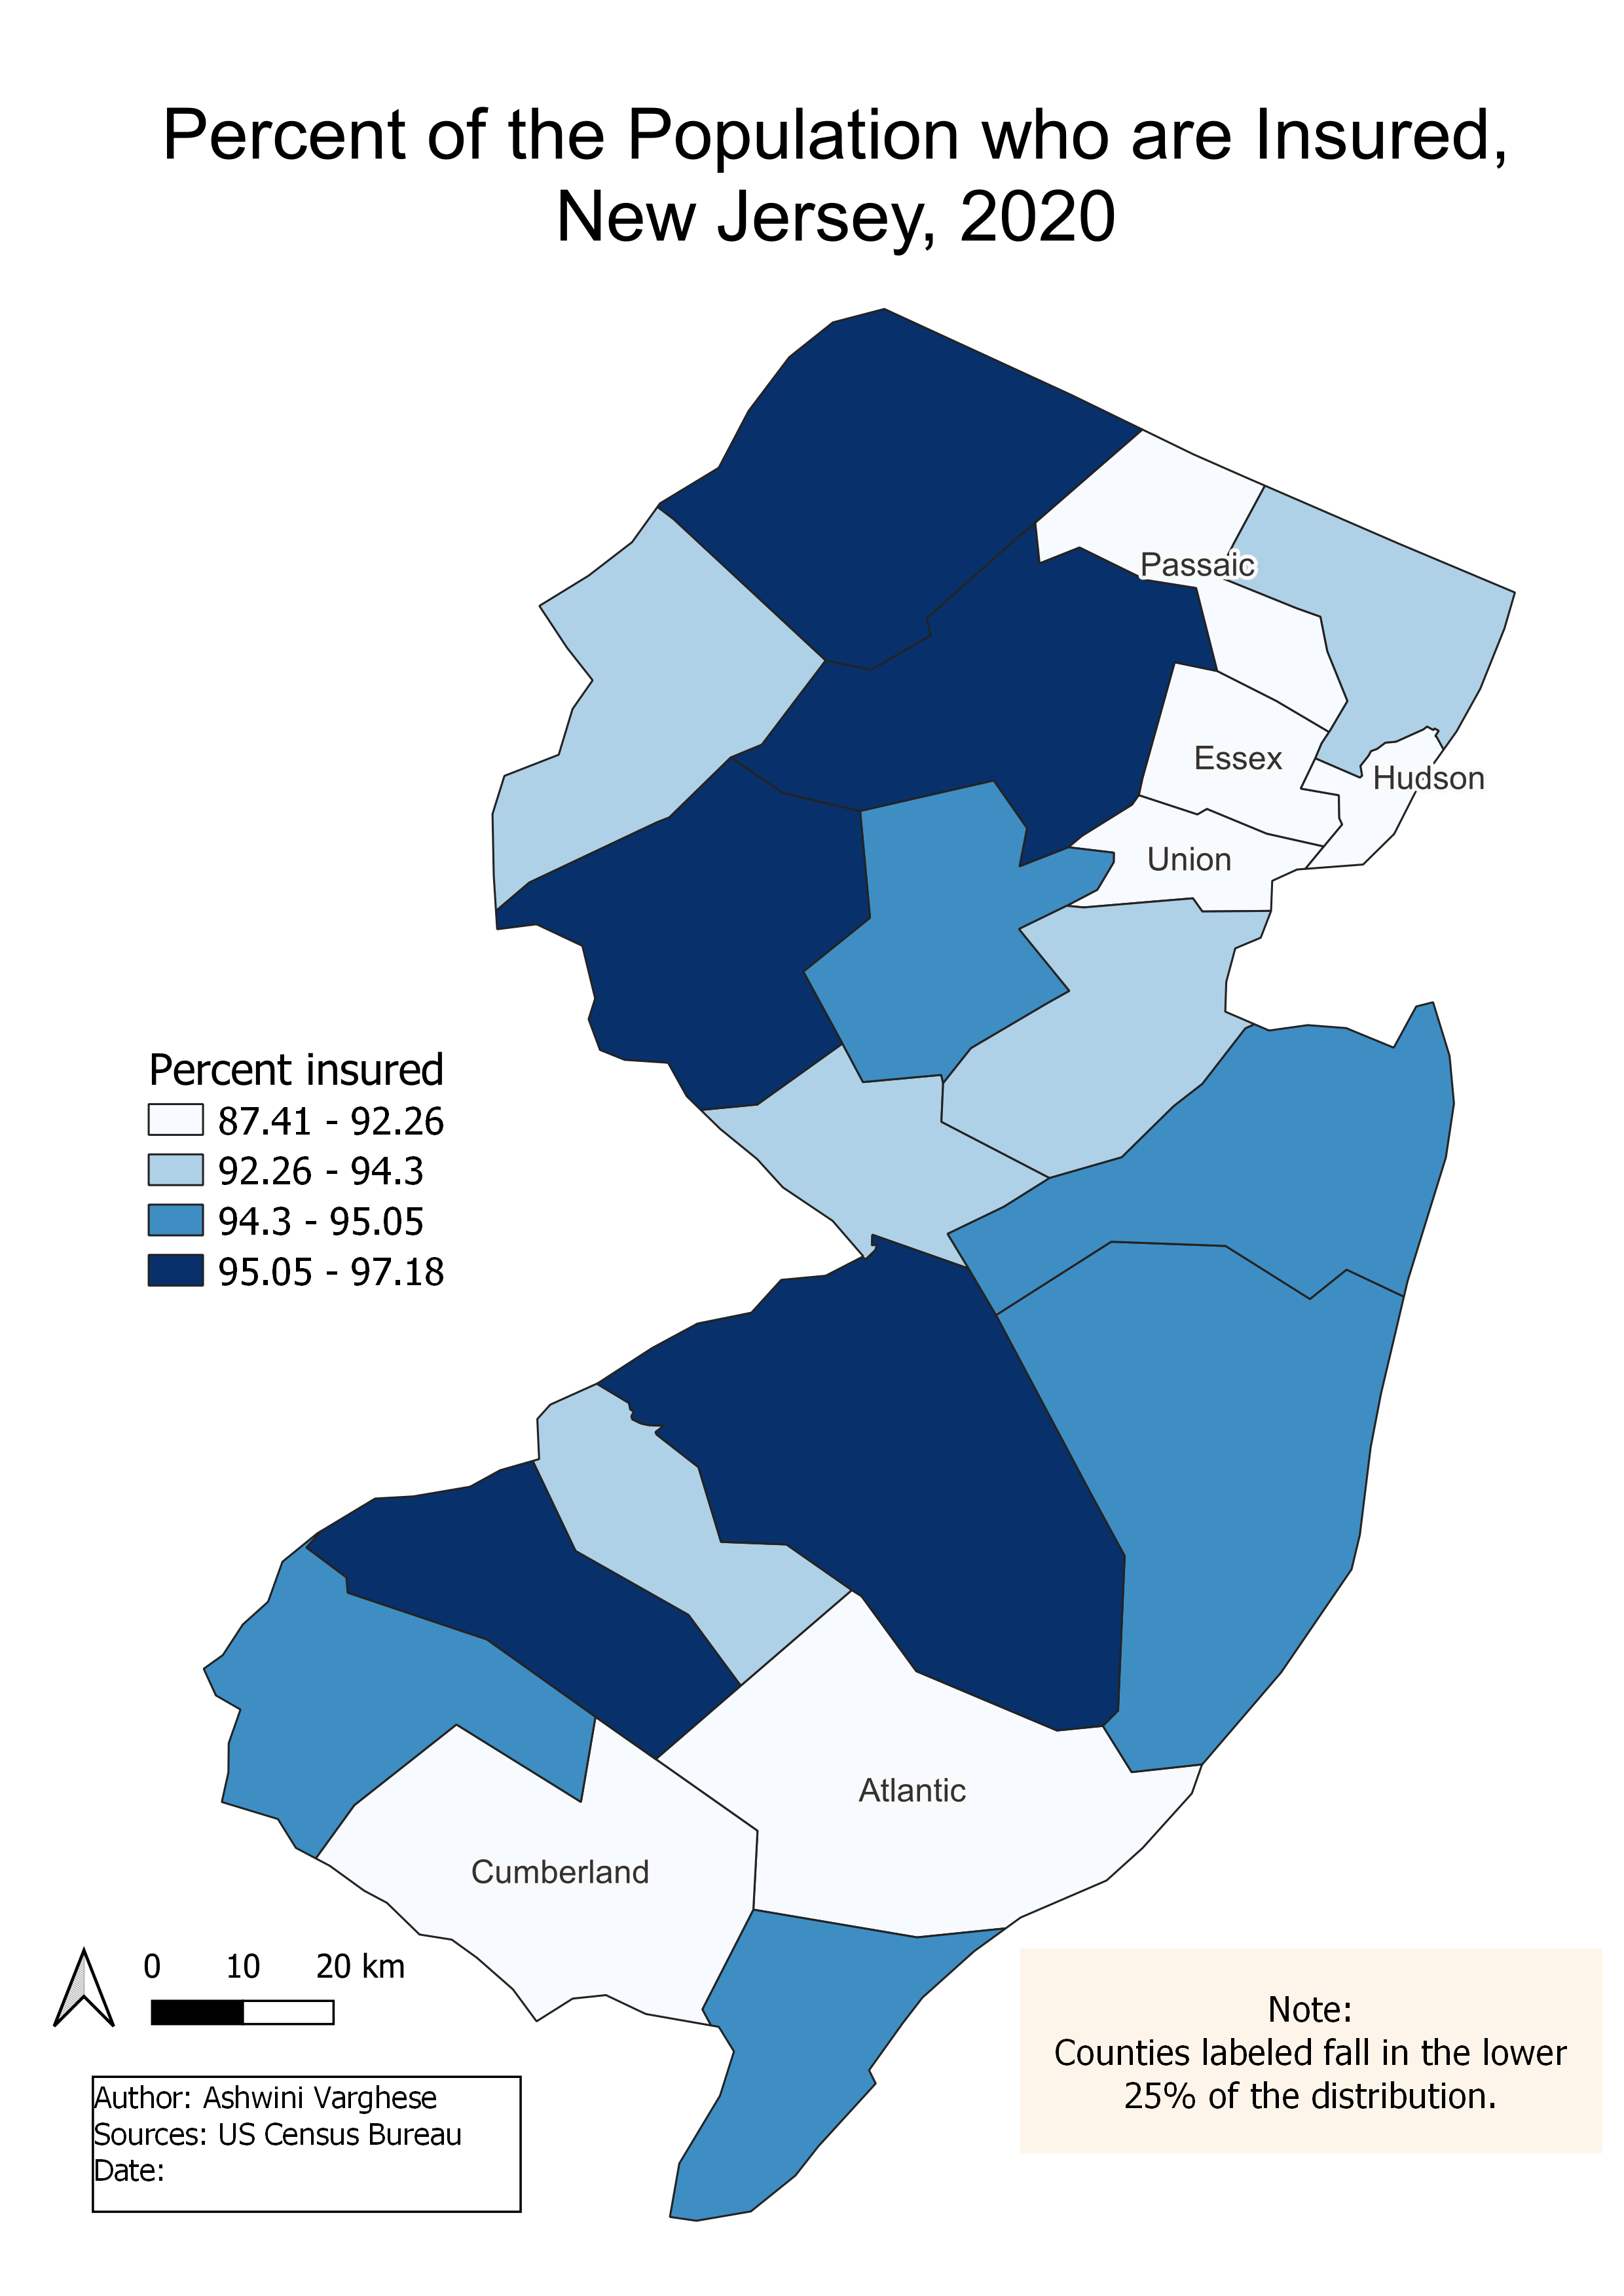 Percent of the Population who are Insured,
New Jersey, 2020
Passaic
Essex
Hudson
Union
Percent insured
87.41 - 92.26
92.26 - 94.3
94.3 - 95.05
95.05 - 97.18
Atlantic
Cumberland
0 10 20 km
Note:
Counties labeled fall in the lower
25% of the distribution.
Author: Ashwini Varghese
Sources: US Census Bureau
Date: